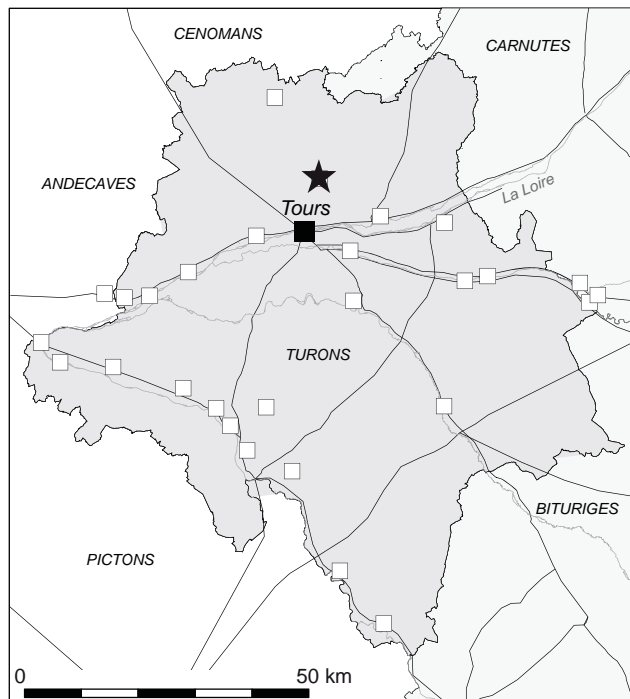 CENOMANS
CARNUTES
ANDECAVES
La Loire
Tours
TURONS
BITURIGES
PICTONS
0 50 km